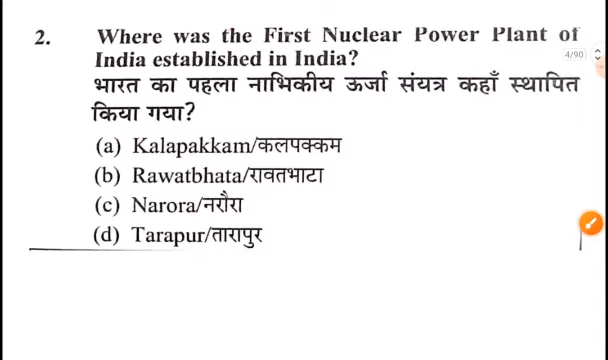 2. Where was the First Nuclear Power Plant of
India established in India?
4/90
भारत का पहला नाभिकीय ऊर्जा संयत्र कहाँ स्थापित
किया गया?
(a) Kalapakkam/कलपक्कम
(b) Rawatbhata/रावतभाटा
(c) Narora/नरौरा
(d) Tarapur/तारापुर